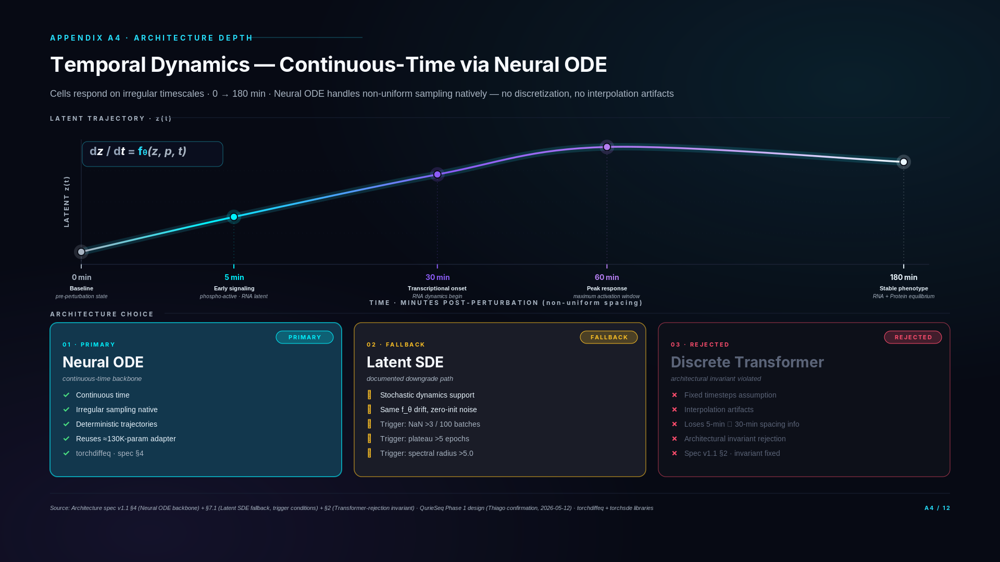 APPENDIX A4 · ARCHITECTURE DEPTH
Temporal Dynamics — Continuous-Time via Neural ODE
Cells respond on irregular timescales · 0 → 180 min · Neural ODE handles non-uniform sampling natively — no discretization, no interpolation artifacts
LATENT TRAJECTORY · z(t)
dz / dt = fθ(z, p, t)
LATENT z(t)
0 min
Baseline
pre-perturbation state
5 min
Early signaling
phospho-active · RNA latent
30 min
Transcriptional onset
RNA dynamics begin
60 min
Peak response
maximum activation window
180 min
Stable phenotype
RNA + Protein equilibrium
TIME · MINUTES POST-PERTURBATION (non-uniform spacing)
ARCHITECTURE CHOICE
PRIMARY
01 · PRIMARY
Neural ODE
continuous-time backbone
✓ Continuous time
✓ Irregular sampling native
✓ Deterministic trajectories
✓ Reuses ≈130K-param adapter
✓ torchdiffeq · spec §4
FALLBACK
02 · FALLBACK
Latent SDE
documented downgrade path
Stochastic dynamics support
Same f_θ drift, zero-init noise
Trigger: NaN >3 / 100 batches
Trigger: plateau >5 epochs
Trigger: spectral radius >5.0
REJECTED
03 · REJECTED
Discrete Transformer
architectural invariant violated
× Fixed timesteps assumption
× Interpolation artifacts
× Loses 5-min 30-min spacing info
× Architectural invariant rejection
× Spec v1.1 §2 · invariant fixed
Source: Architecture spec v1.1 §4 (Neural ODE backbone) + §7.1 (Latent SDE fallback, trigger conditions) + §2 (Transformer-rejection invariant) · QurieSeq Phase 1 design (Thiago confirmation, 2026-05-12) · torchdiffeq + torchsde libraries
A4 / 12